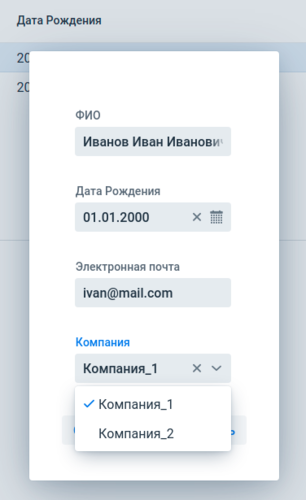 Дата Рождения
20
20
ФИО
Иванов Иван Иванович
Дата Рождения
01.01.2000
Электронная почта
ivan@mail.com
Компания
Компания_1
Компания_1
Компания_2